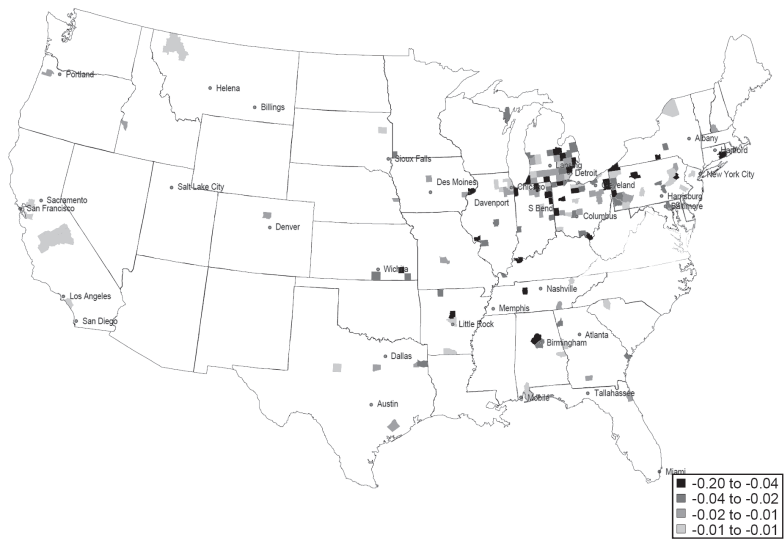 Portland
Helena
Billings
Albany
Hartford
Sioux Falls
Lansing
Detroit
New York City
Salt Lake City
Des Moines
Chicago
Cleveland
Sacramento
San Francisco
Davenport
S Bend
Harrisburg
Baltimore
Columbus
Denver
Wichita
Nashville
Los Angeles
Memphis
San Diego
Little Rock
Atlanta
Birmingham
Dallas
Austin
Mobile
Tallahassee
Miami
-0.20 to -0.04
-0.04 to -0.02
-0.02 to -0.01
-0.01 to -0.01